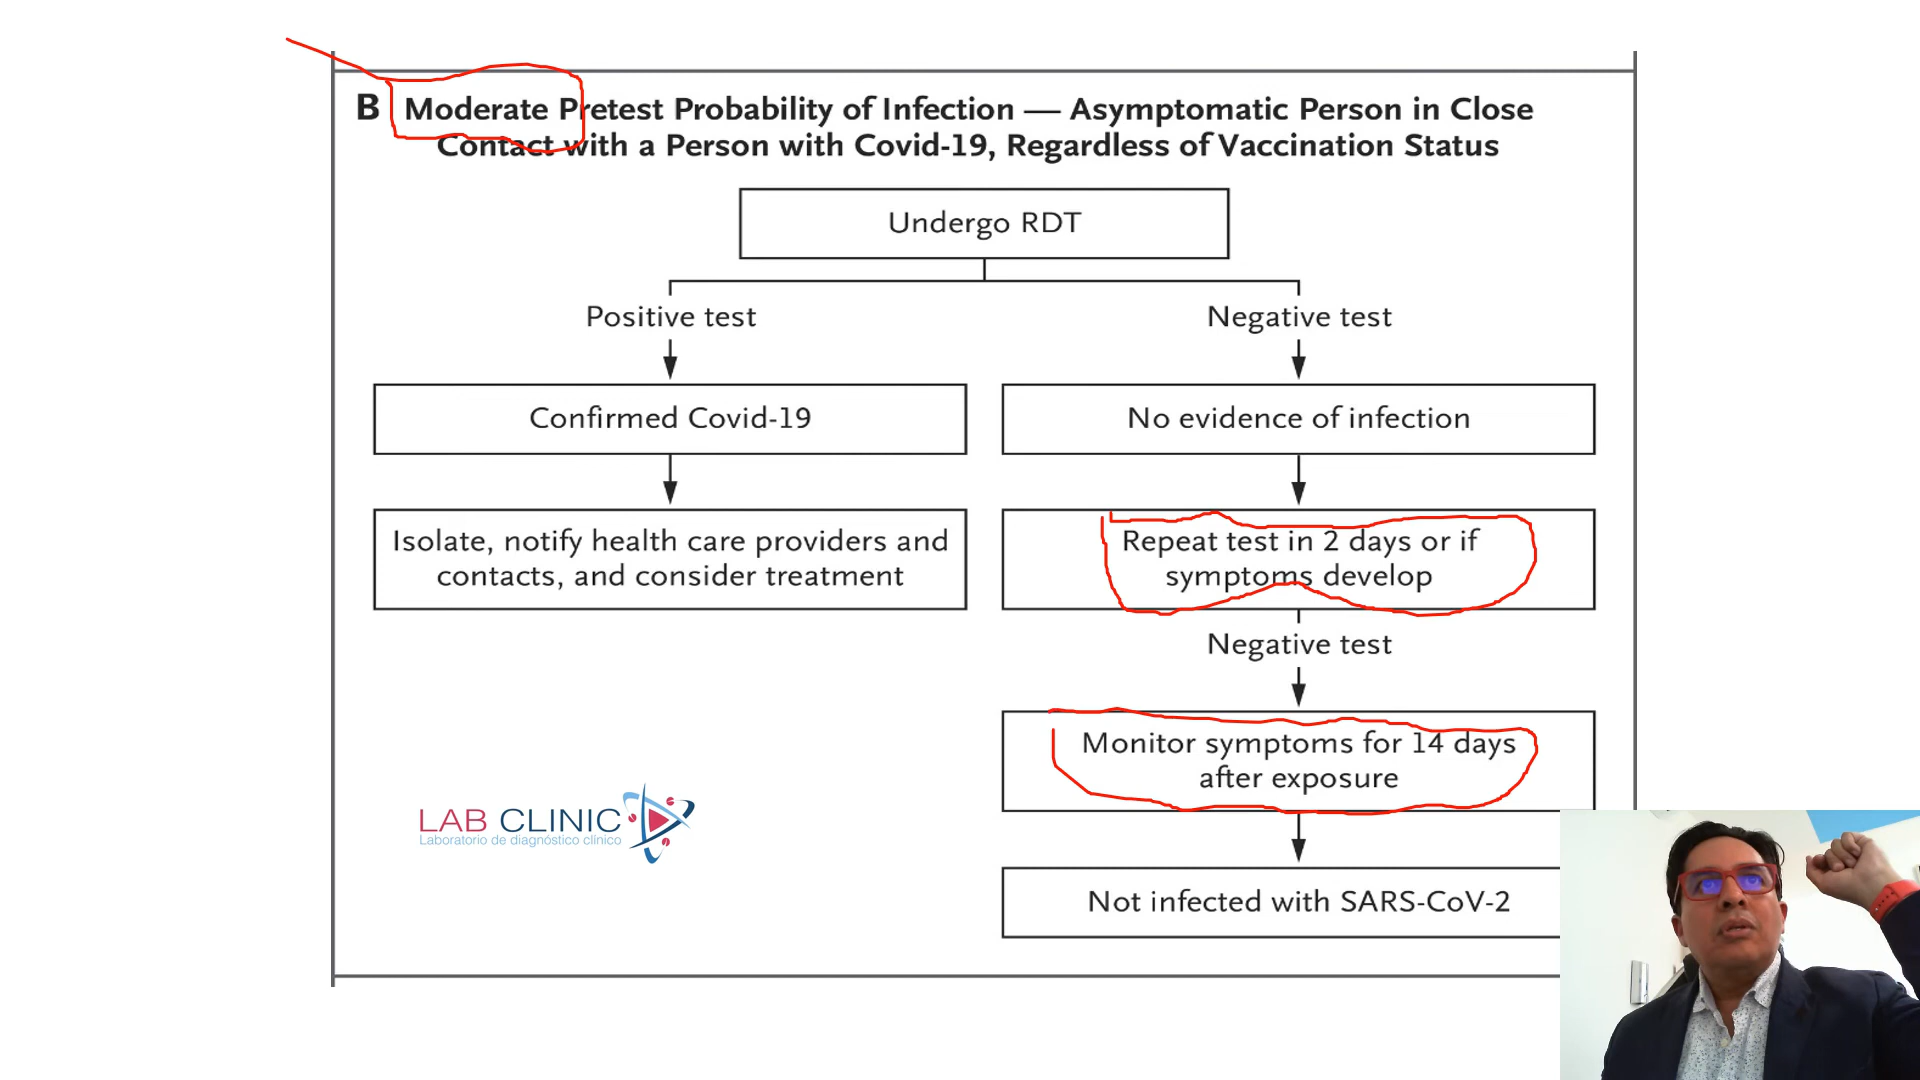 B Moderate Pretest Probability of Infection — Asymptomatic Person in Close
Contact with a Person with Covid-19, Regardless of Vaccination Status
Undergo RDT
Positive test
Negative test
Confirmed Covid-19
No evidence of infection
Isolate, notify health care providers and
contacts, and consider treatment
Repeat test in 2 days or if
symptoms develop
Negative test
Monitor symptoms for 14 days
after exposure
Not infected with SARS-CoV-2
LAB CLINIC
Laboratorio de diagnóstico clínico